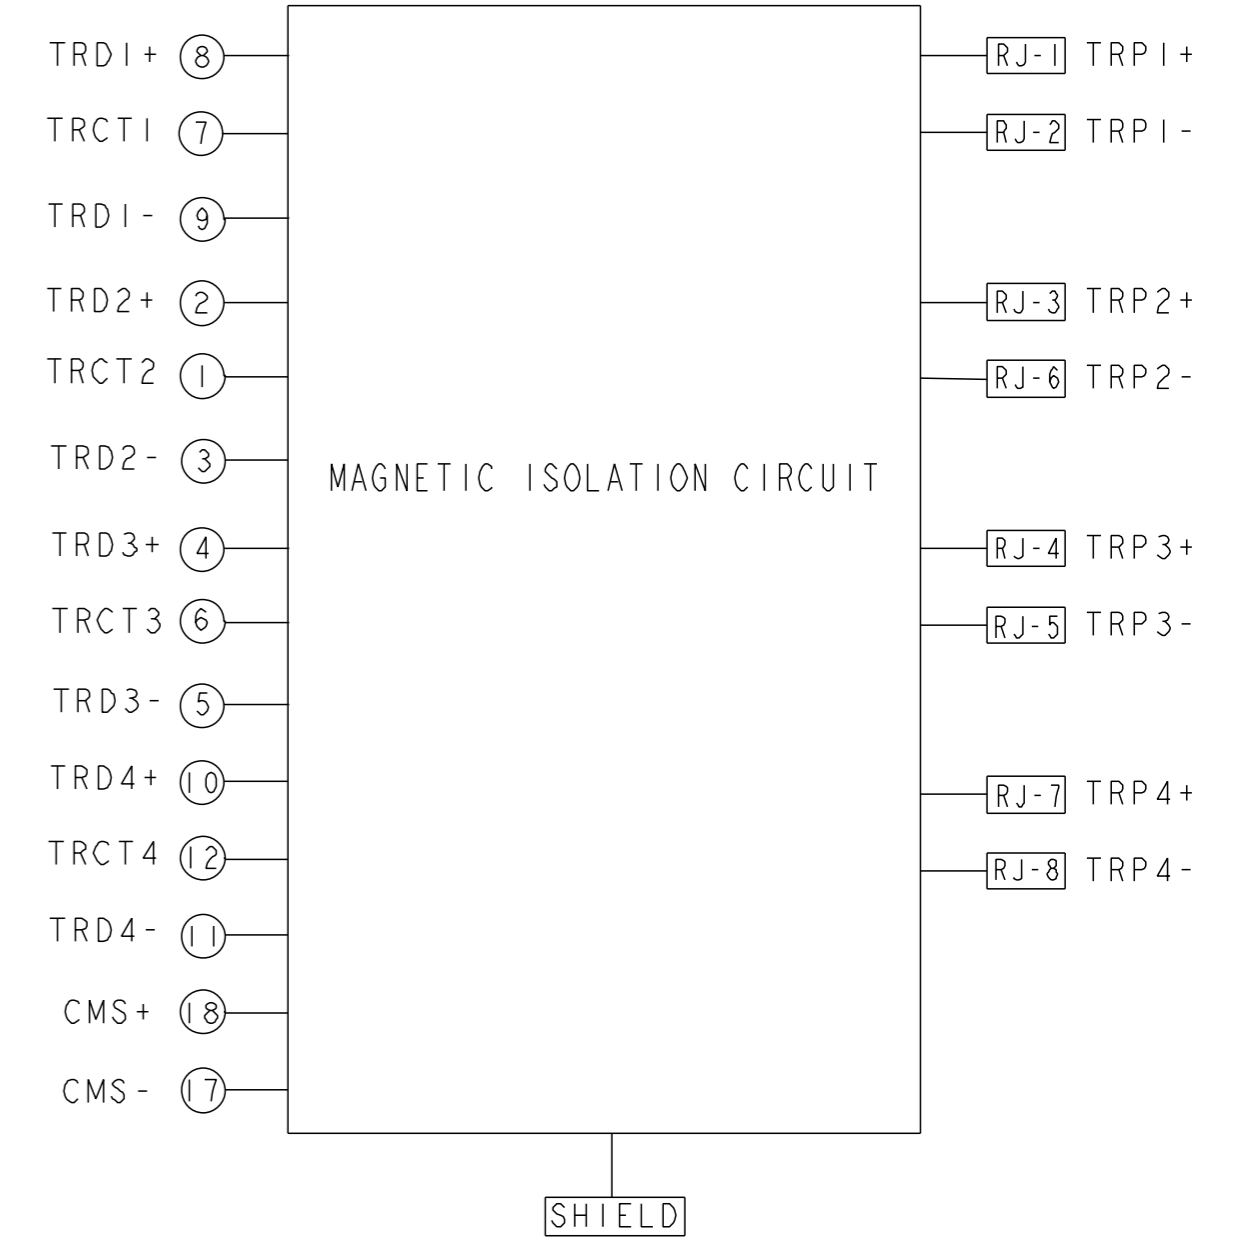 TRD1+ 8 RJ-1 TRP1+
TRCT1 7 RJ-2 TRP1-
TRD1- 9
TRD2+ 2 RJ-3 TRP2+
TRCT2 1 RJ-6 TRP2-
TRD2- 3
MAGNETIC ISOLATION CIRCUIT
TRD3+ 4 RJ-4 TRP3+
TRCT3 6 RJ-5 TRP3-
TRD3- 5
TRD4+ 10 RJ-7 TRP4+
TRCT4 12 RJ-8 TRP4-
TRD4- 11
CMS+ 18
CMS- 17
SHIELD